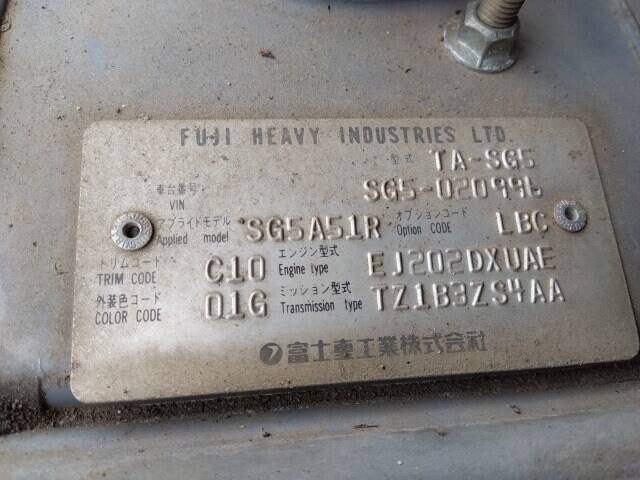 FUJI HEAVY INDUSTRIES LTD.
型式 TA-SG5
車台番号 VIN SG5-020996
アプライドモデル Applied model SG5A51R オプションコード Option CODE LBC
トリムコード TRIM CODE C10 エンジン型式 Engine type EJ202DXUAE
外装色コード COLOR CODE 01G ミッション型式 Transmission type TZ1B3ZS4AA
富士重工業株式会社